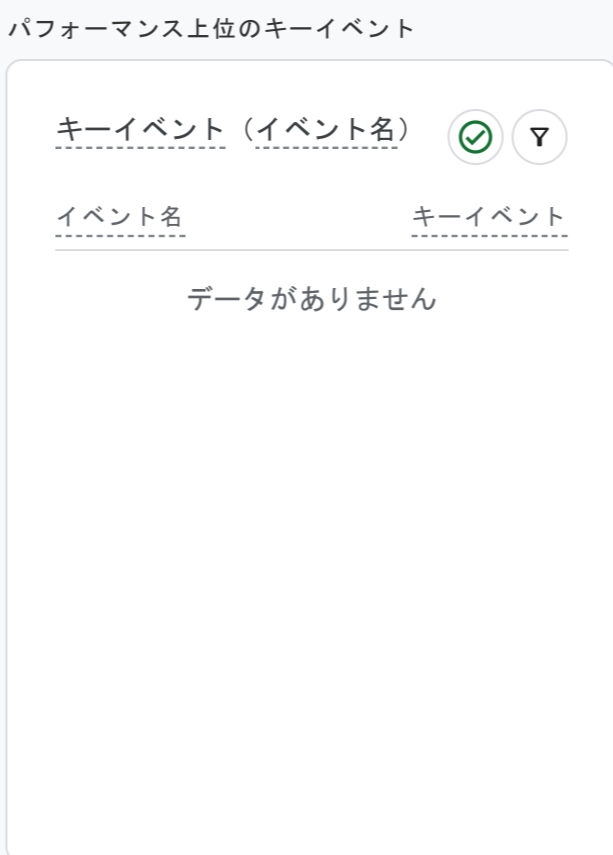 パフォーマンス上位のキーイベント
キーイベント（イベント名）
イベント名 キーイベント
データがありません